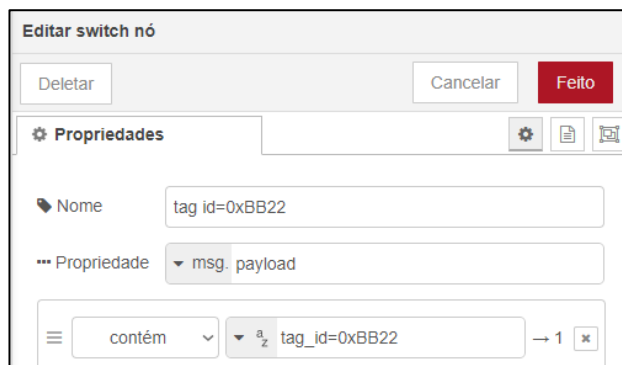 Editar switch nó
Deletar Cancelar Feito
Propriedades
Nome tag id=0xBB22
Propriedade msg. payload
contém a z tag_id=0xBB22 → 1 x